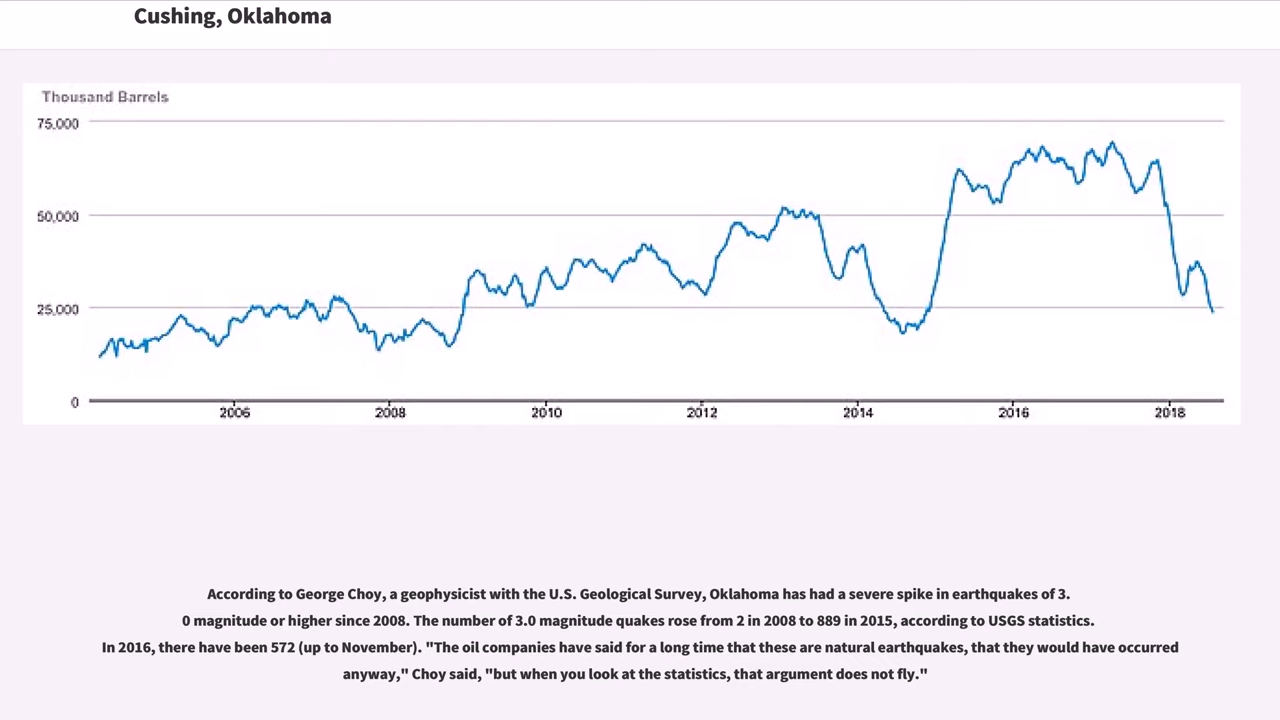 Cushing, Oklahoma
Thousand Barrels
75,000
50,000
25,000
0
2006 2008 2010 2012 2014 2016 2018
According to George Choy, a geophysicist with the U.S. Geological Survey, Oklahoma has had a severe spike in earthquakes of 3.
0 magnitude or higher since 2008. The number of 3.0 magnitude quakes rose from 2 in 2008 to 889 in 2015, according to USGS statistics.
In 2016, there have been 572 (up to November). "The oil companies have said for a long time that these are natural earthquakes, that they would have occurred
anyway," Choy said, "but when you look at the statistics, that argument does not fly."